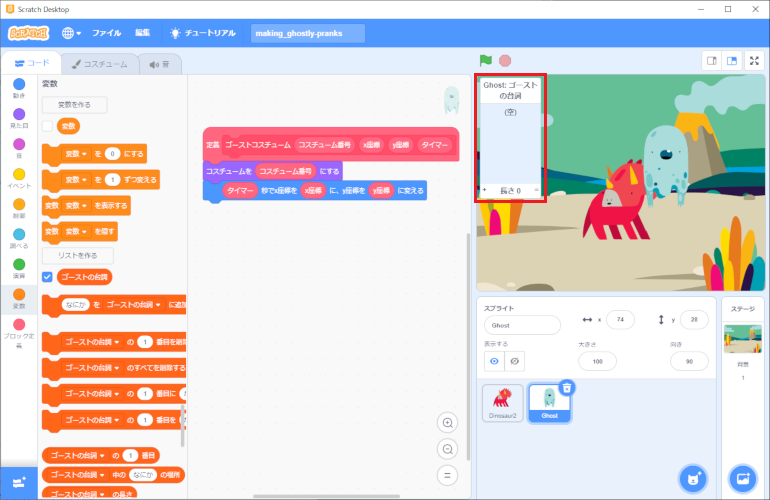 Scratch Desktop
SCRATCH ファイル 編集 チュートリアル making_ghostly-pranks
コード コスチューム 音
動き
見た目
音
イベント
制御
調べる
演算
変数
ブロック定義
変数
変数を作る
変数
変数 を 0 にする
変数 を 1 ずつ変える
変数 変数 を表示する
変数 変数 を隠す
リストを作る
ゴーストの台詞
なにか を ゴーストの台詞 に追加
ゴーストの台詞 の 1 番目を削除
ゴーストの台詞 のすべてを削除する
ゴーストの台詞 の 1 番目に
ゴーストの台詞 の 1 番目を
ゴーストの台詞 の 1 番目
ゴーストの台詞 中の なにか の場所
ゴーストの台詞 の長さ
定義 ゴーストコスチューム コスチューム番号 x座標 y座標 タイマー
コスチュームを コスチューム番号 にする
タイマー 秒でx座標を x座標 に、y座標を y座標 に変える
Ghost: ゴースト
の台詞
(空)
+ 長さ 0 =
スプライト
Ghost
x 74 y 28
表示する 大きさ 100 向き 90
Dinosaur2
Ghost
ステージ
背景
1